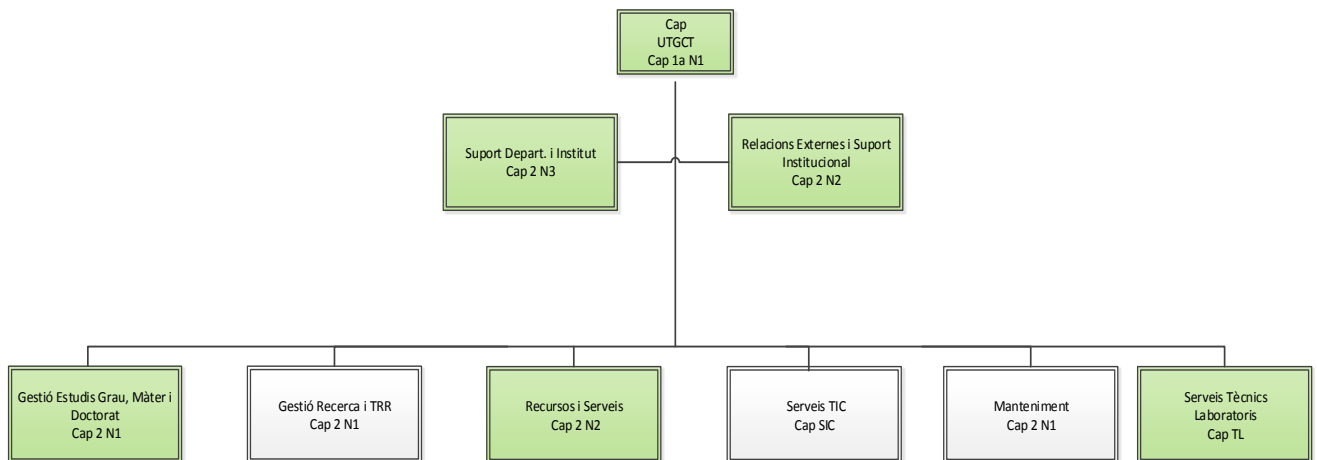 Cap
UTGCT
Cap 1a N1
Suport Depart. i Institut
Cap 2 N3
Relacions Externes i Suport
Institucional
Cap 2 N2
Gestió Estudis Grau, Màter i
Doctorat
Cap 2 N1
Gestió Recerca i TRR
Cap 2 N1
Recursos i Serveis
Cap 2 N2
Serveis TIC
Cap SIC
Manteniment
Cap 2 N1
Serveis Tècnics
Laboratoris
Cap TL